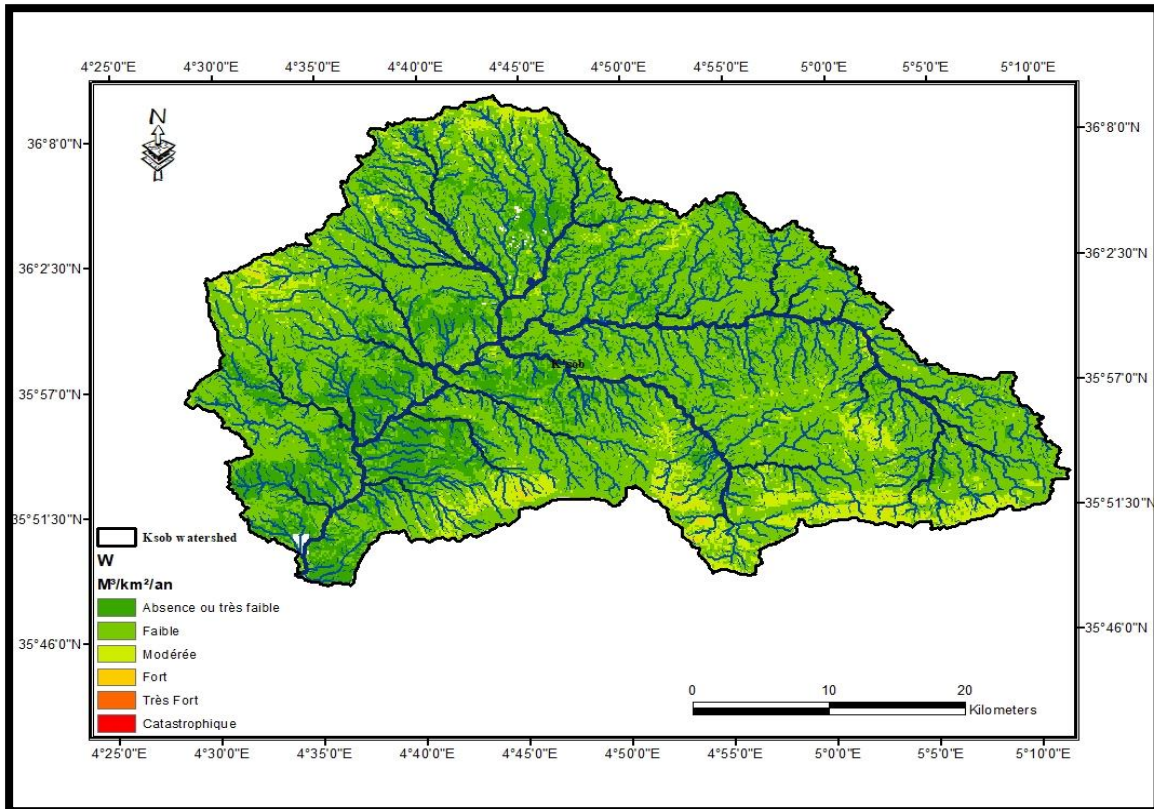 4°25'0"E 4°30'0"E 4°35'0"E 4°40'0"E 4°45'0"E 4°50'0"E 4°55'0"E 5°0'0"E 5°5'0"E 5°10'0"E
N
36°8'0"N 36°8'0"N
36°2'30"N 36°2'30"N
K'sob
35°57'0"N 35°57'0"N
35°51'30"N 35°51'30"N
Ksob watershed
W
M³/km²/an
Absence ou très faible
Faible
35°46'0"N 35°46'0"N
Modérée
Fort
Très Fort
Catastrophique
0 10 20
Kilometers
4°25'0"E 4°30'0"E 4°35'0"E 4°40'0"E 4°45'0"E 4°50'0"E 4°55'0"E 5°0'0"E 5°5'0"E 5°10'0"E